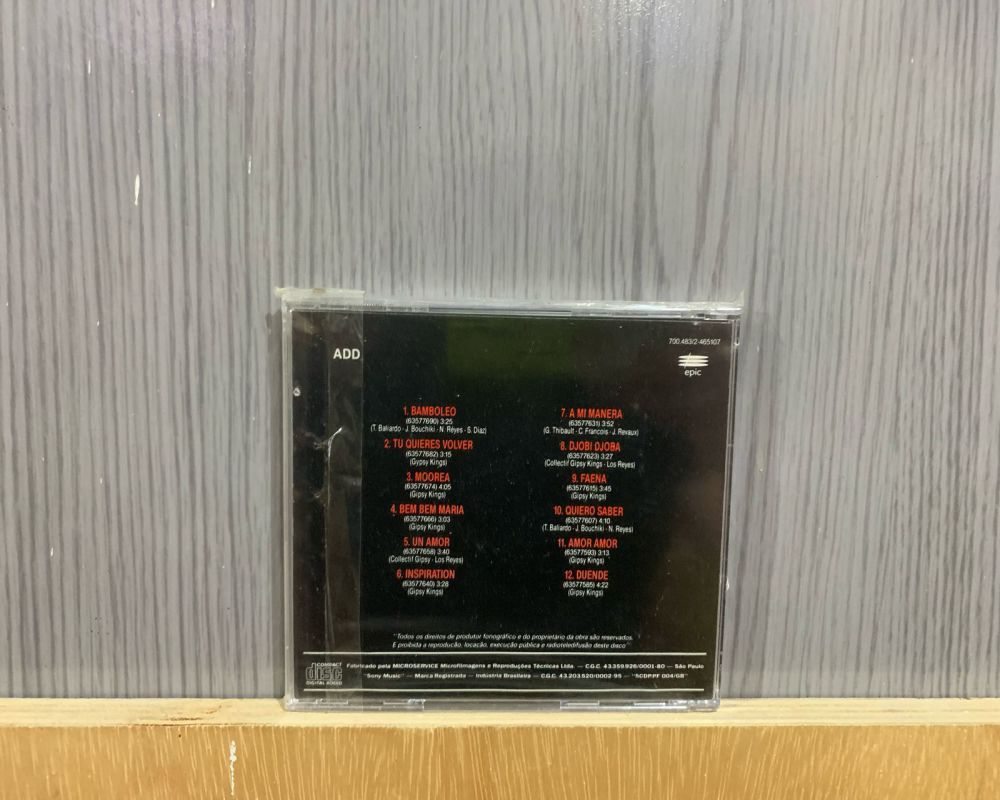 ADD
700.463/2-465107
epic
1. BAMBOLEO
(63577690) 3:25
(T. Baliardo - J. Bouchiki - N. Reyes - S. Diaz)
2. TU QUIERES VOLVER
(63577682) 3:15
(Gypsy Kings)
3. MOOREA
(63577674) 4:05
(Gipsy Kings)
4. BEM BEM MARIA
(63577666) 3:03
(Gipsy Kings)
5. UN AMOR
(63577658) 3:40
(Collectif Gipsy - Los Reyes)
6. INSPIRATION
(63577640) 3:28
(Gipsy Kings)
7. A MI MANERA
(63577631) 3:52
(G. Thibault - C. Francois - J. Revaux)
8. DJOBI DJOBA
(63577623) 3:27
(Collectif Gipsy Kings - Los Reyes)
9. FAENA
(63577615) 3:45
(Gipsy Kings)
10. QUIERO SABER
(63577607) 4:10
(T. Baliardo - J. Bouchiki - N. Reyes)
11. AMOR AMOR
(63577593) 3:13
(Gipsy Kings)
12. DUENDE
(63577585) 4:22
(Gipsy Kings)
"Todos os direitos de produtor fonográfico e do proprietário da obra são reservados.
É proibida a reprodução, locação, execução pública e radioteledifusão deste disco"
COMPACT
disc
DIGITAL AUDIO
Fabricado pela MICROSERVICE Microfilmagens e Reproduções Técnicas Ltda. — C.G.C. 43.359.926/0001-80 — São Paulo
"Sony Music" — Marca Registrada — Indústria Brasileira — C.G.C. 43.203.520/0002-95 — "SCDP.PF 004/GB"